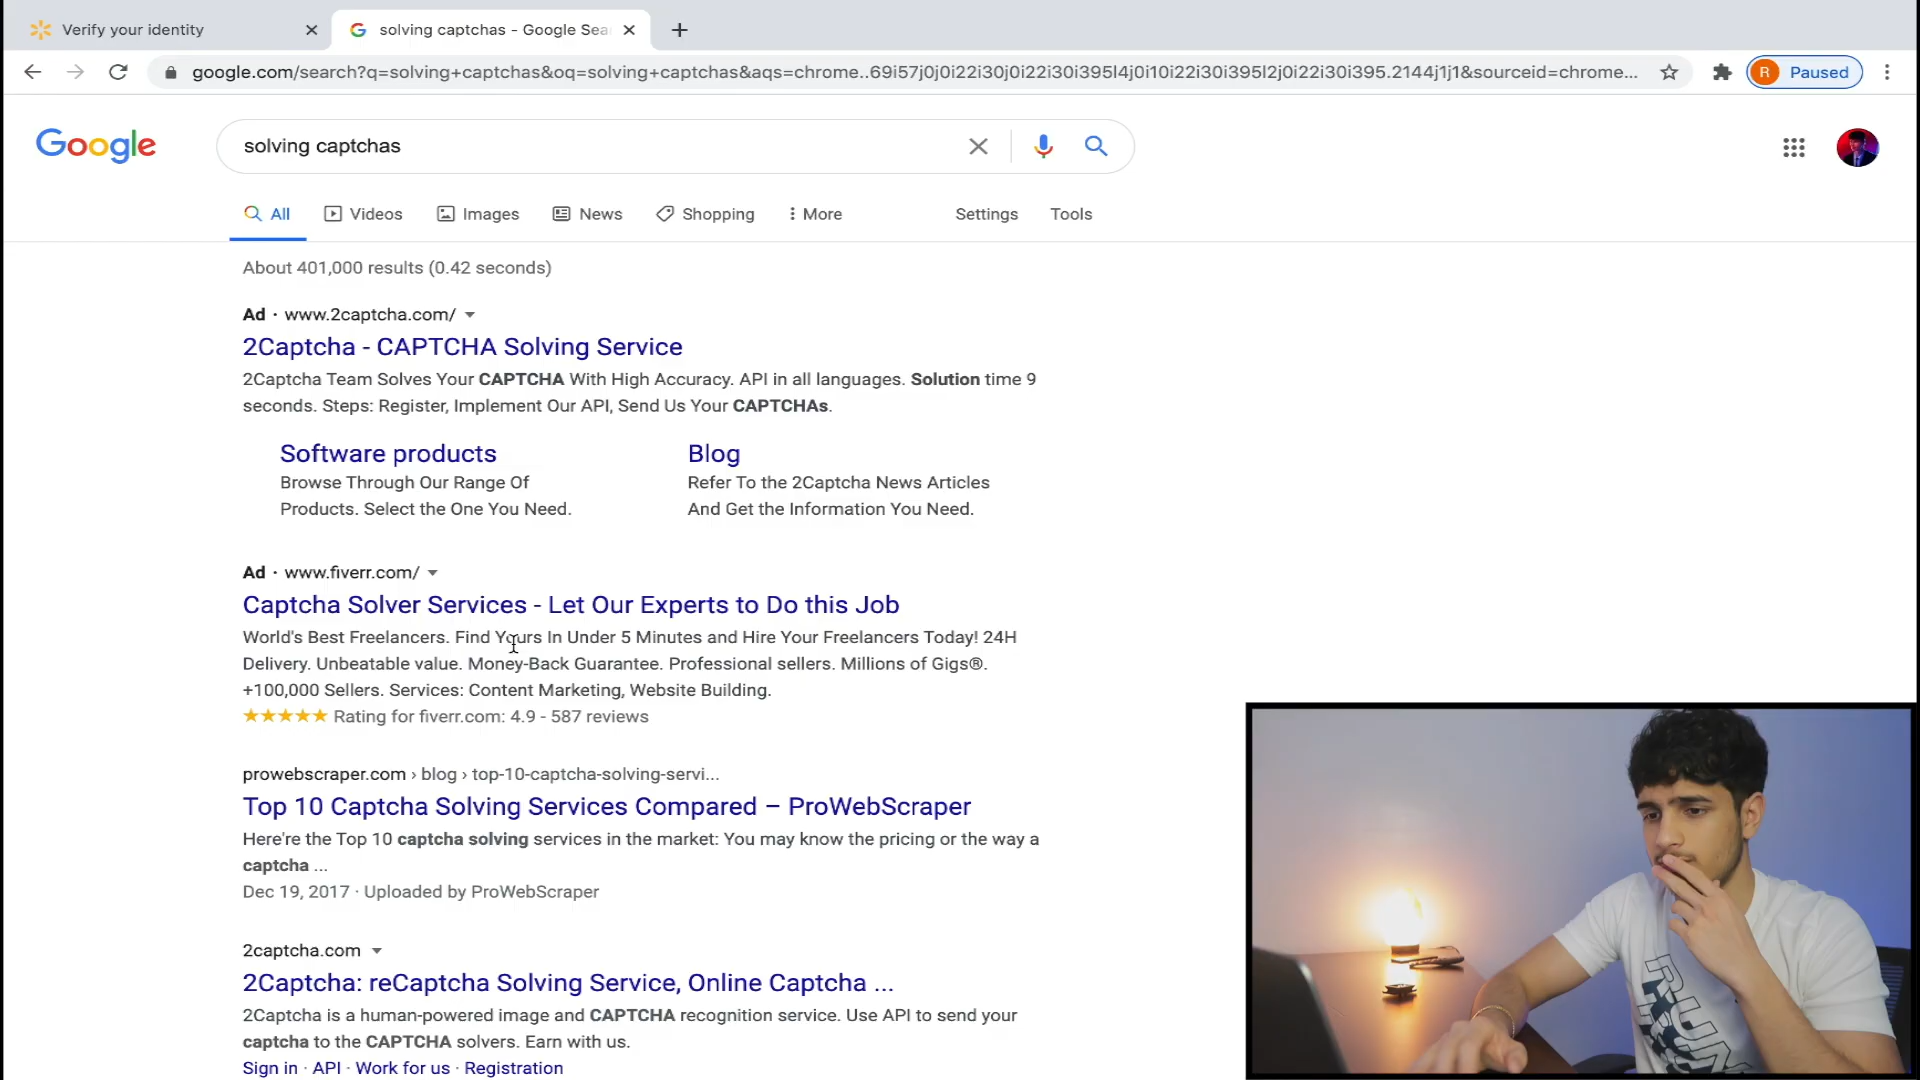 Verify your identity
solving captchas - Google Sea
google.com/search?q=solving+captchas&oq=solving+captchas&aqs=chrome..69i57j0j0i22i30j0i22i30i395l4j0i10i22i30i395l2j0i22i30i395.2144j1j1&sourceid=chrome...
R Paused
Google
solving captchas
All Videos Images News Shopping More Settings Tools
About 401,000 results (0.42 seconds)
Ad · www.2captcha.com/
2Captcha - CAPTCHA Solving Service
2Captcha Team Solves Your CAPTCHA With High Accuracy. API in all languages. Solution time 9
seconds. Steps: Register, Implement Our API, Send Us Your CAPTCHAs.
Software products
Browse Through Our Range Of
Products. Select the One You Need.
Blog
Refer To the 2Captcha News Articles
And Get the Information You Need.
Ad · www.fiverr.com/
Captcha Solver Services - Let Our Experts to Do this Job
World's Best Freelancers. Find Yours In Under 5 Minutes and Hire Your Freelancers Today! 24H
Delivery. Unbeatable value. Money-Back Guarantee. Professional sellers. Millions of Gigs®.
+100,000 Sellers. Services: Content Marketing, Website Building.
Rating for fiverr.com: 4.9 - 587 reviews
prowebscraper.com › blog › top-10-captcha-solving-servi...
Top 10 Captcha Solving Services Compared – ProWebScraper
Here're the Top 10 captcha solving services in the market: You may know the pricing or the way a
captcha ...
Dec 19, 2017 · Uploaded by ProWebScraper
2captcha.com
2Captcha: reCaptcha Solving Service, Online Captcha ...
2Captcha is a human-powered image and CAPTCHA recognition service. Use API to send your
captcha to the CAPTCHA solvers. Earn with us.
Sign in · API · Work for us · Registration